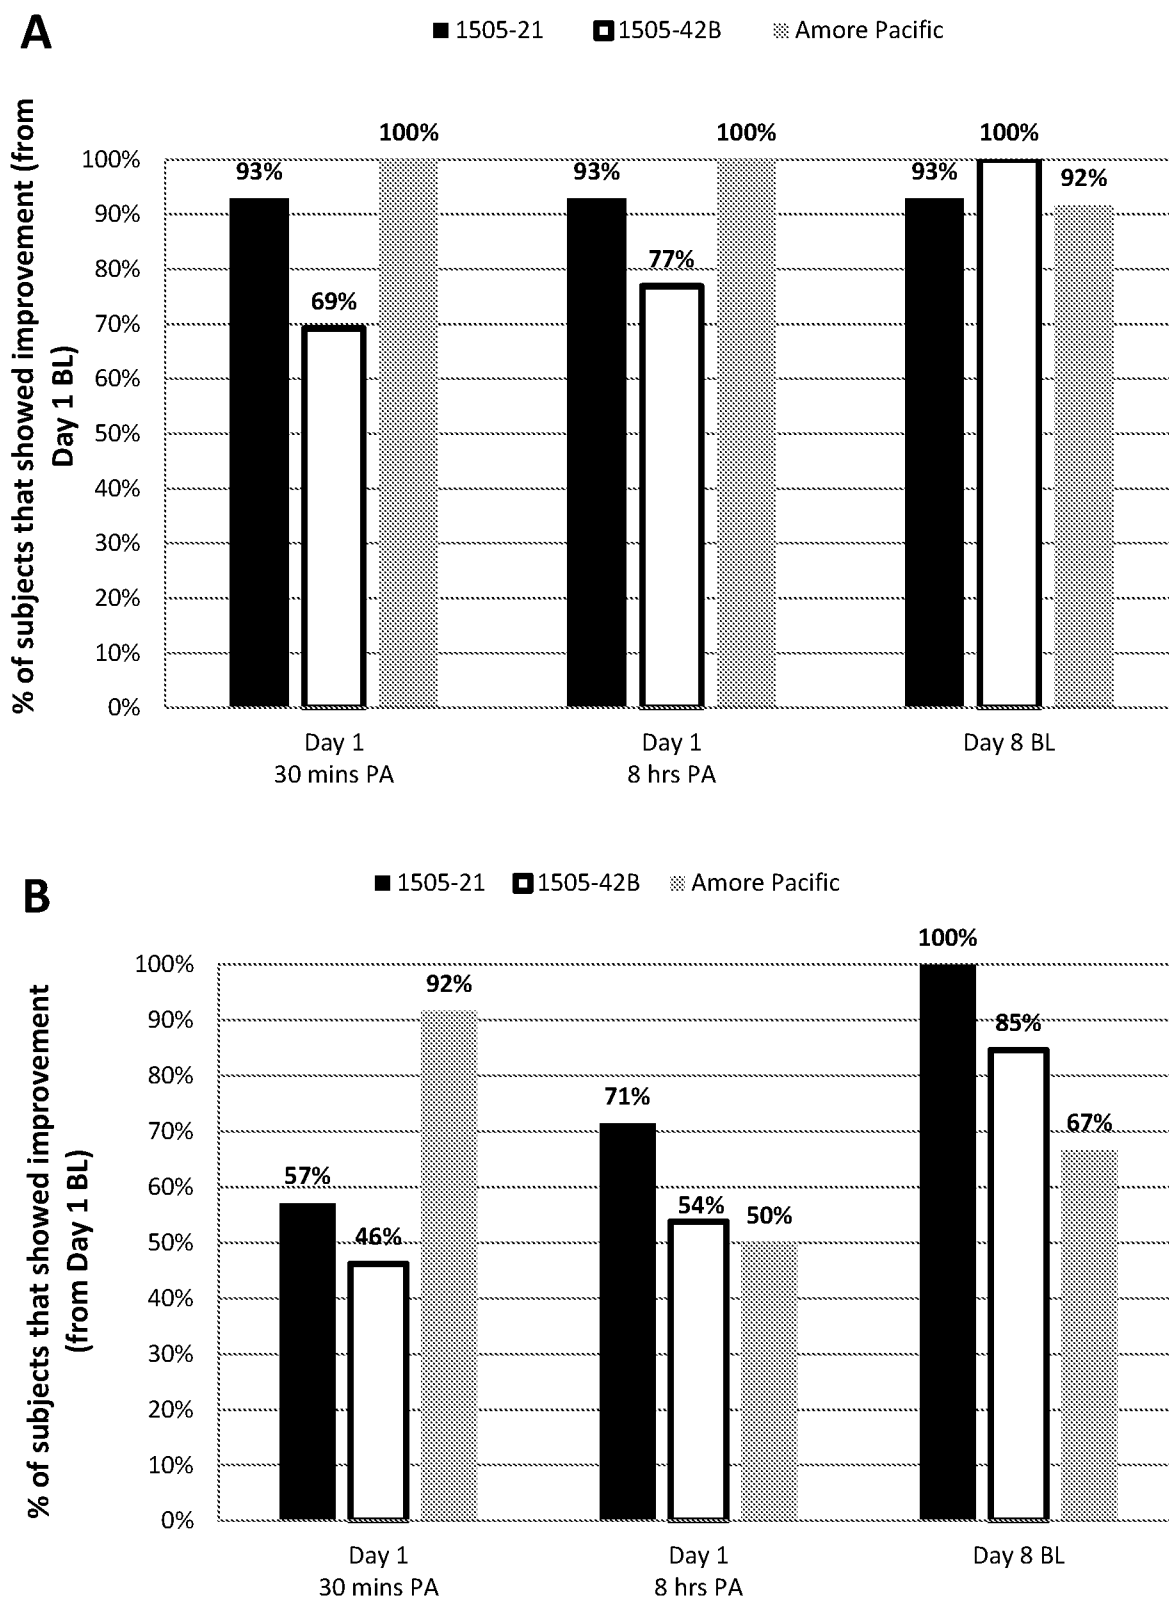 A
1505-21 1505-42B Amore Pacific
% of subjects that showed improvement (from
Day 1 BL)
100%
90%
80%
70%
60%
50%
40%
30%
20%
10%
0%
93% 69% 100%
93% 77% 100%
93% 100% 92%
Day 1
30 mins PA
Day 1
8 hrs PA
Day 8 BL
B
1505-21 1505-42B Amore Pacific
% of subjects that showed improvement
(from Day 1 BL)
100%
90%
80%
70%
60%
50%
40%
30%
20%
10%
0%
57% 46% 92%
71% 54% 50%
100% 85% 67%
Day 1
30 mins PA
Day 1
8 hrs PA
Day 8 BL